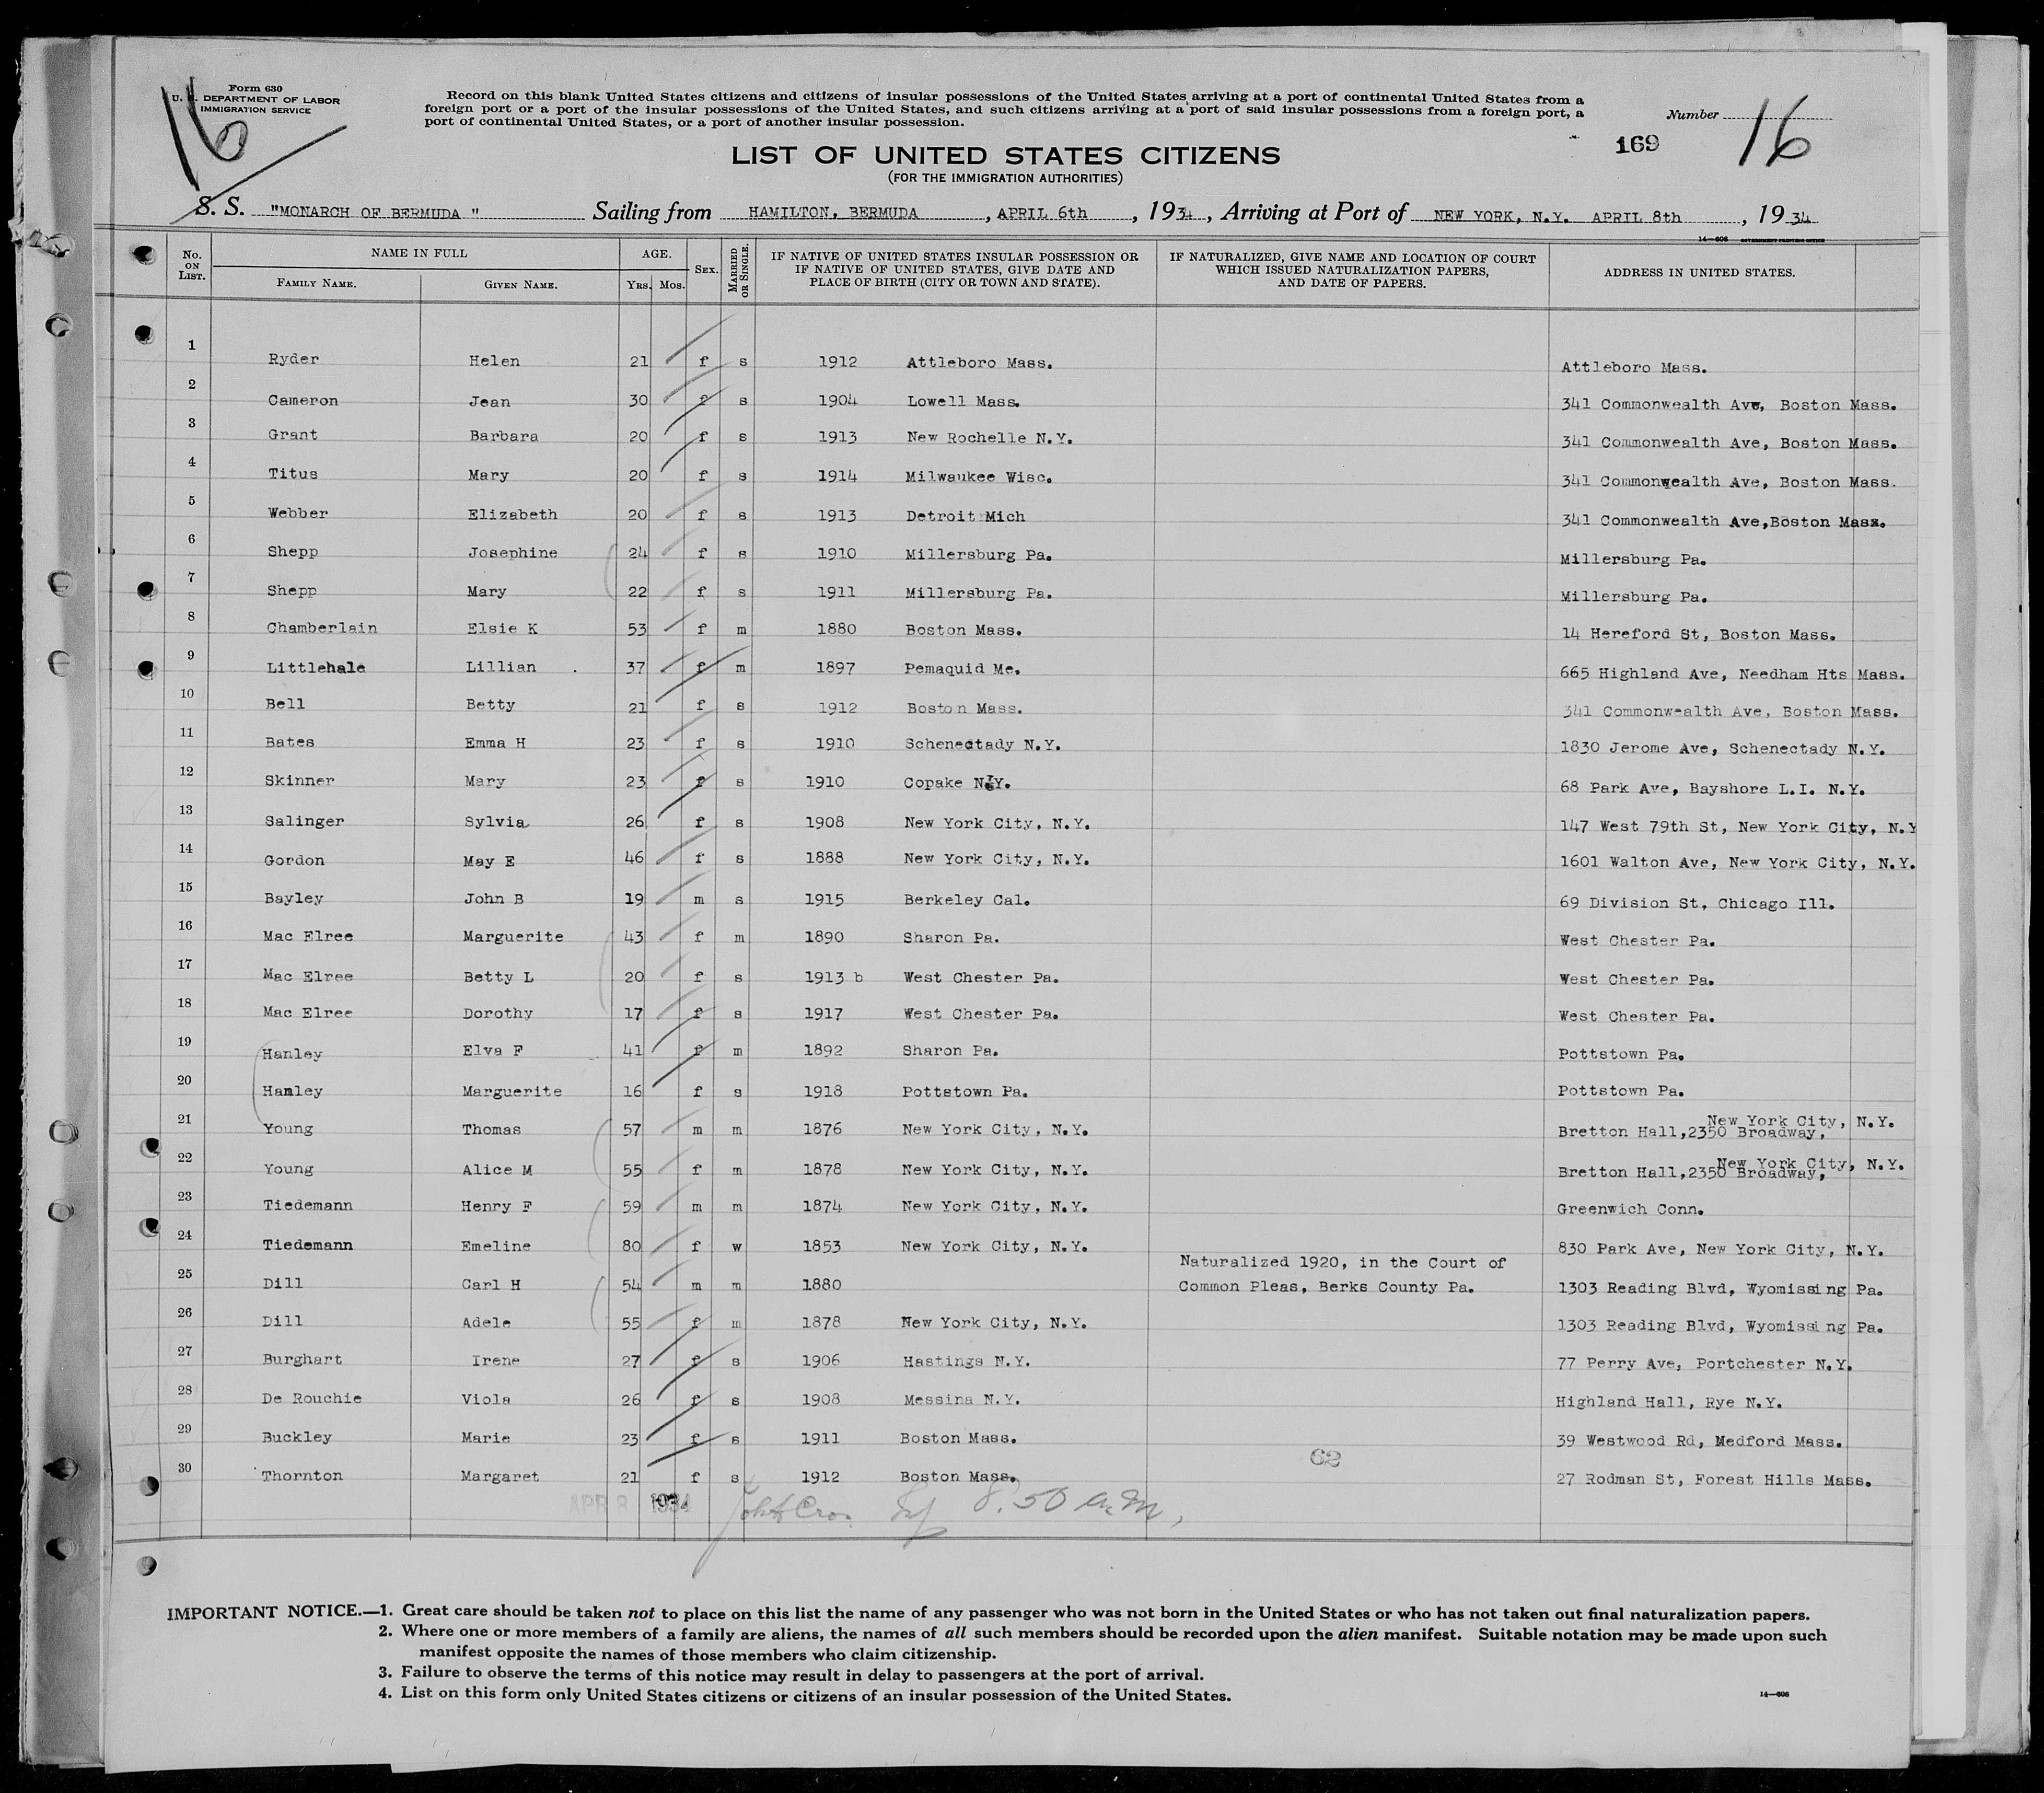 Form 630
U. S. DEPARTMENT OF LABOR
IMMIGRATION SERVICE
16
Record on this blank United States citizens and citizens of insular possessions of the United States arriving at a port of continental United States from a
foreign port or a port of the insular possessions of the United States, and such citizens arriving at a port of said insular possessions from a foreign port, a
port of continental United States, or a port of another insular possession.
Number 16
169
LIST OF UNITED STATES CITIZENS
(FOR THE IMMIGRATION AUTHORITIES)
S. S. "MONARCH OF BERMUDA " Sailing from HAMILTON, BERMUDA , APRIL 6th , 1934 , Arriving at Port of NEW YORK, N.Y. APRIL 8th , 1934
14—608 GOVERNMENT PRINTING OFFICE
No. ON LIST. NAME IN FULL AGE. SEX. MARRIED OR SINGLE. IF NATIVE OF UNITED STATES INSULAR POSSESSION OR IF NATIVE OF UNITED STATES, GIVE DATE AND PLACE OF BIRTH (CITY OR TOWN AND STATE). IF NATURALIZED, GIVE NAME AND LOCATION OF COURT WHICH ISSUED NATURALIZATION PAPERS, AND DATE OF PAPERS. ADDRESS IN UNITED STATES.
FAMILY NAME. GIVEN NAME. YRS. MOS.
1 Ryder Helen 21 f s 1912 Attleboro Mass. Attleboro Mass.
2 Cameron Jean 30 f s 1904 Lowell Mass. 341 Commonwealth Ave, Boston Mass.
3 Grant Barbara 20 f s 1913 New Rochelle N.Y. 341 Commonwealth Ave, Boston Mass.
4 Titus Mary 20 f s 1914 Milwaukee Wisc. 341 Commonwealth Ave, Boston Mass.
5 Webber Elizabeth 20 f s 1913 Detroit Mich 341 Commonwealth Ave,Boston Mass.
6 Shepp Josephine 24 f s 1910 Millersburg Pa. Millersburg Pa.
7 Shepp Mary 22 f s 1911 Millersburg Pa. Millersburg Pa.
8 Chamberlain Elsie K 53 f m 1880 Boston Mass. 14 Hereford St, Boston Mass.
9 Littlehale Lillian . 37 f m 1897 Pemaquid Me. 665 Highland Ave, Needham Hts Mass.
10 Bell Betty 21 f s 1912 Boston Mass. 341 Commonwealth Ave, Boston Mass.
11 Bates Emma H 23 f s 1910 Schenectady N.Y. 1830 Jerome Ave, Schenectady N.Y.
12 Skinner Mary 23 f s 1910 Copake N.Y. 68 Park Ave, Bayshore L.I. N.Y.
13 Salinger Sylvia 26 f s 1908 New York City, N.Y. 147 West 79th St, New York City, N.Y
14 Gordon May E 46 f s 1888 New York City, N.Y. 1601 Walton Ave, New York City, N.Y.
15 Bayley John B 19 m s 1915 Berkeley Cal. 69 Division St, Chicago Ill.
16 Mac Elree Marguerite 43 f m 1890 Sharon Pa. West Chester Pa.
17 Mac Elree Betty L 20 f s 1913 b West Chester Pa. West Chester Pa.
18 Mac Elree Dorothy 17 f s 1917 West Chester Pa. West Chester Pa.
19 Hanley Elva F 41 f m 1892 Sharon Pa. Pottstown Pa.
20 Hanley Marguerite 16 f s 1918 Pottstown Pa. Pottstown Pa.
21 Young Thomas 57 m m 1876 New York City, N.Y. Bretton Hall,2350 Broadway, New York City, N.Y.
22 Young Alice M 55 f m 1878 New York City, N.Y. Bretton Hall,2350 Broadway, New York City, N.Y.
23 Tiedemann Henry F 59 m m 1874 New York City, N.Y. Greenwich Conn.
24 Tiedemann Emeline 80 f w 1853 New York City, N.Y. 830 Park Ave, New York City, N.Y.
25 Dill Carl H 54 m m 1880 Naturalized 1920, in the Court of Common Pleas, Berks County Pa. 1303 Reading Blvd, Wyomissing Pa.
26 Dill Adele 55 f m 1878 New York City, N.Y. 1303 Reading Blvd, Wyomissing Pa.
27 Burghart Irene 27 f s 1906 Hastings N.Y. 77 Perry Ave, Portchester N.Y.
28 De Rouchie Viola 26 f s 1908 Messina N.Y. Highland Hall, Rye N.Y.
29 Buckley Marie 23 f s 1911 Boston Mass. 39 Westwood Rd, Medford Mass.
30 Thornton Margaret 21 f s 1912 Boston Mass. 27 Rodman St, Forest Hills Mass.
62
APR 8 1934 8:50 a.m,
IMPORTANT NOTICE.—1. Great care should be taken not to place on this list the name of any passenger who was not born in the United States or who has not taken out final naturalization papers.
2. Where one or more members of a family are aliens, the names of all such members should be recorded upon the alien manifest. Suitable notation may be made upon such
manifest opposite the names of those members who claim citizenship.
3. Failure to observe the terms of this notice may result in delay to passengers at the port of arrival.
4. List on this form only United States citizens or citizens of an insular possession of the United States.
14—608